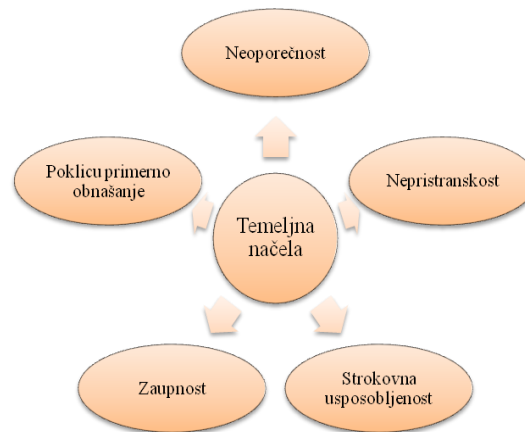 Neoporečnost
Poklicu primerno
obnašanje
Nepristranskost
Temeljna
načela
Zaupnost
Strokovna
usposobljenost